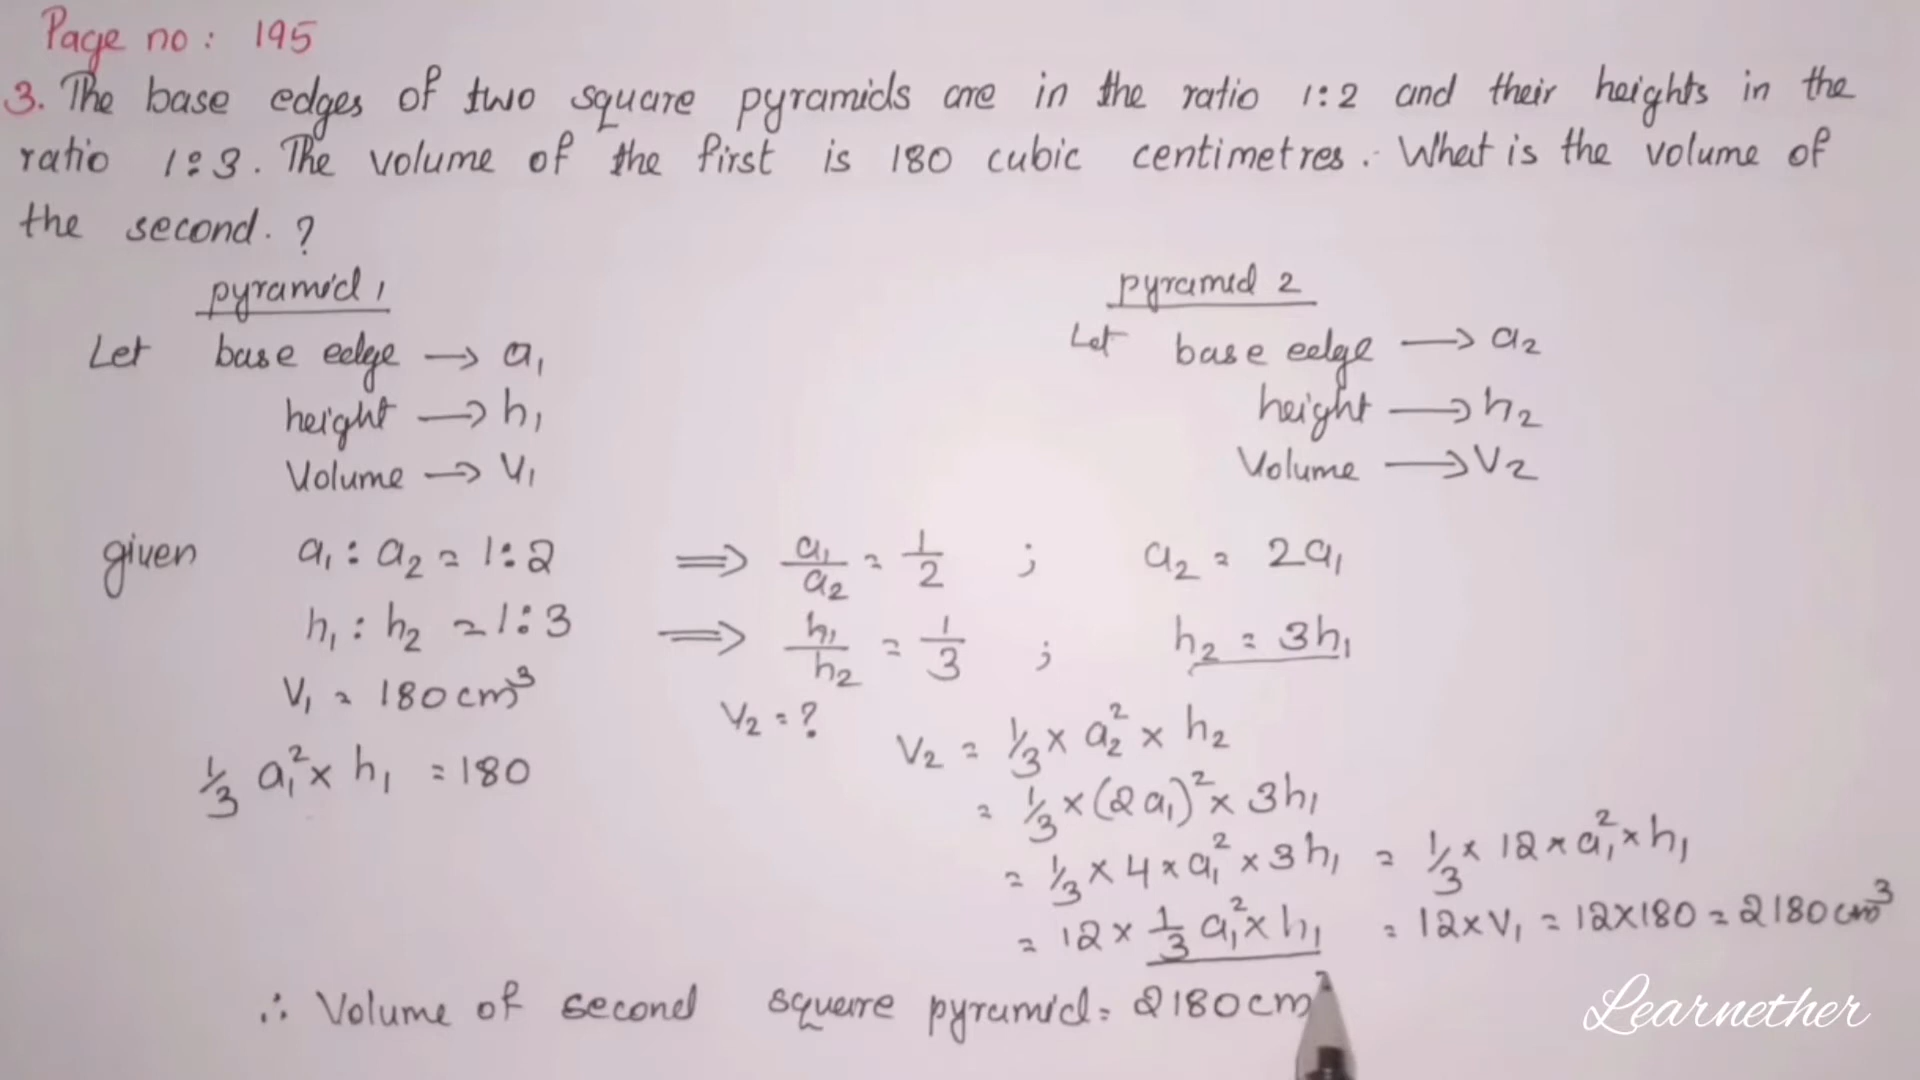 Page no : 195
3. The base edges of two square pyramids are in the ratio 1:2 and their heights in the
ratio 1:3. The volume of the first is 180 cubic centimetres. What is the volume of
the second. ?
pyramid 1
pyramid 2
Let base edge → a₁
Let base edge → a₂
height → h₁
height → h₂
Volume → V₁
Volume → V₂
given a₁ : a₂ = 1:2 ⟹ a₁/a₂ = 1/2 ; a₂ = 2a₁
h₁ : h₂ = 1:3 ⟹ h₁/h₂ = 1/3 ; h₂ = 3h₁
V₁ = 180 cm³
V₂ = ?
V₂ = 1/3 × a₂² × h₂
1/3 a₁² × h₁ = 180
= 1/3 × (2a₁)² × 3h₁
= 1/3 × 4 × a₁² × 3h₁ = 1/3 × 12 × a₁² × h₁
= 12 × 1/3 a₁² × h₁ = 12 × V₁ = 12 × 180 = 2180 cm³
∴ Volume of second square pyramid = 2180 cm
Learnether